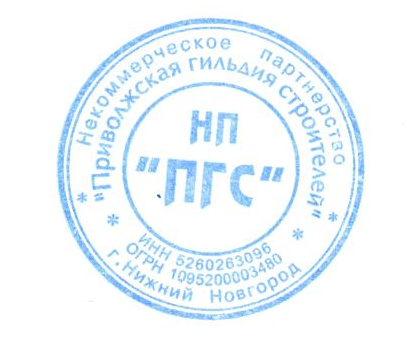 Некоммерческое партнерство
"Приволжская гильдия строителей"
НП
"ПГС"
ИНН 5260263096
ОГРН 1095200003480
г. Нижний Новгород